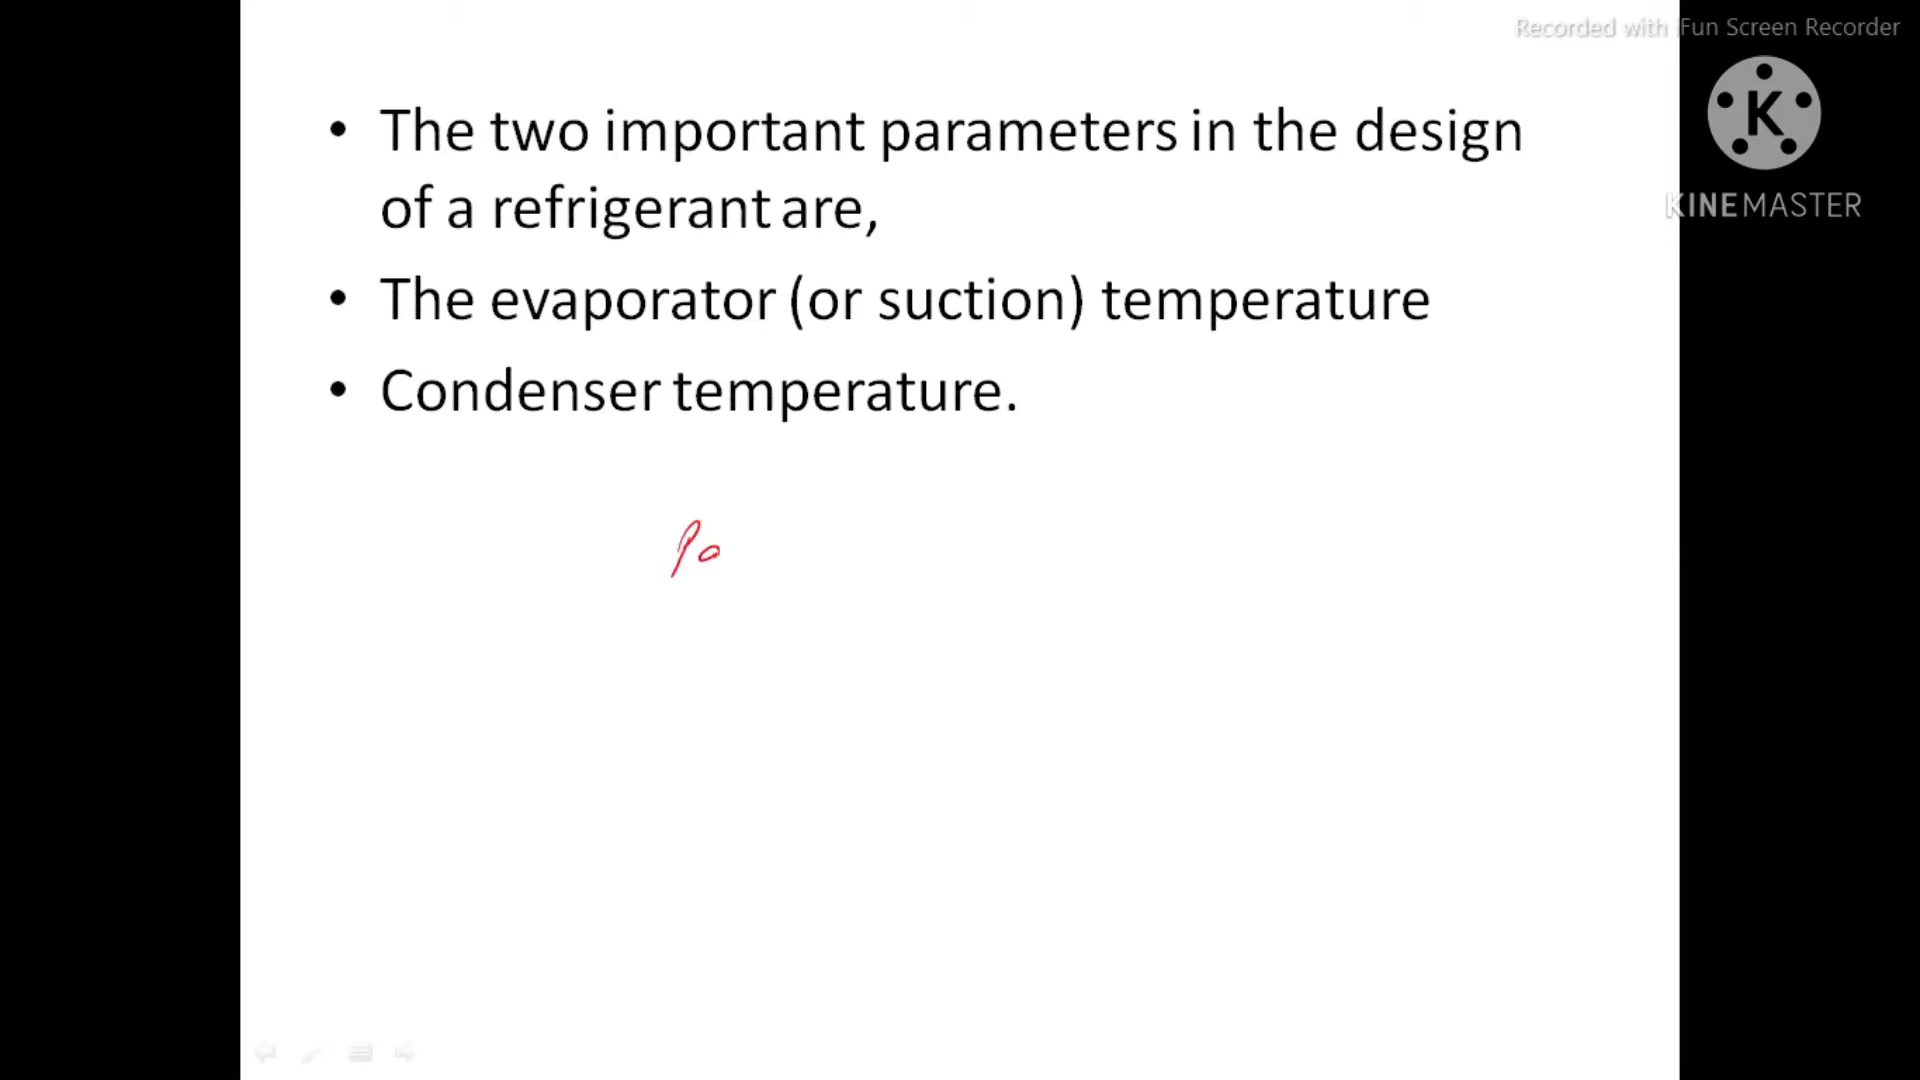 Recorded with iFun Screen Recorder
K
KINEMASTER
• The two important parameters in the design
of a refrigerant are,
• The evaporator (or suction) temperature
• Condenser temperature.
Pa